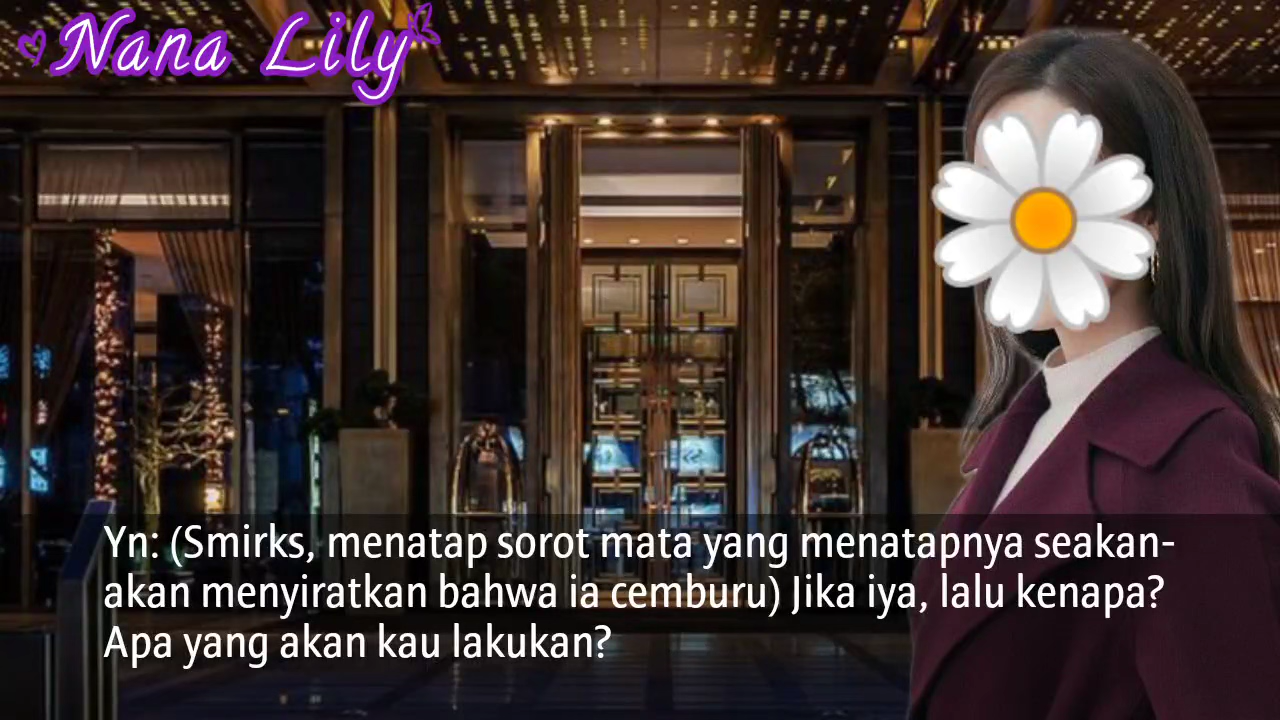 Nana Lily
Yn: (Smirks, menatap sorot mata yang menatapnya seakan-
akan menyiratkan bahwa ia cemburu) Jika iya, lalu kenapa?
Apa yang akan kau lakukan?